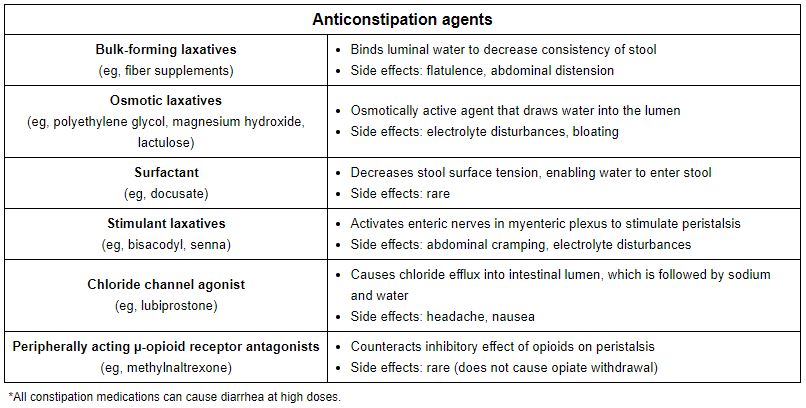 Anticonstipation agents
Bulk-forming laxatives
(eg, fiber supplements)
• Binds luminal water to decrease consistency of stool
• Side effects: flatulence, abdominal distension
Osmotic laxatives
(eg, polyethylene glycol, magnesium hydroxide,
lactulose)
• Osmotically active agent that draws water into the lumen
• Side effects: electrolyte disturbances, bloating
Surfactant
(eg, docusate)
• Decreases stool surface tension, enabling water to enter stool
• Side effects: rare
Stimulant laxatives
(eg, bisacodyl, senna)
• Activates enteric nerves in myenteric plexus to stimulate peristalsis
• Side effects: abdominal cramping, electrolyte disturbances
Chloride channel agonist
(eg, lubiprostone)
• Causes chloride efflux into intestinal lumen, which is followed by sodium
and water
• Side effects: headache, nausea
Peripherally acting μ-opioid receptor antagonists
(eg, methylnaltrexone)
• Counteracts inhibitory effect of opioids on peristalsis
• Side effects: rare (does not cause opiate withdrawal)
*All constipation medications can cause diarrhea at high doses.